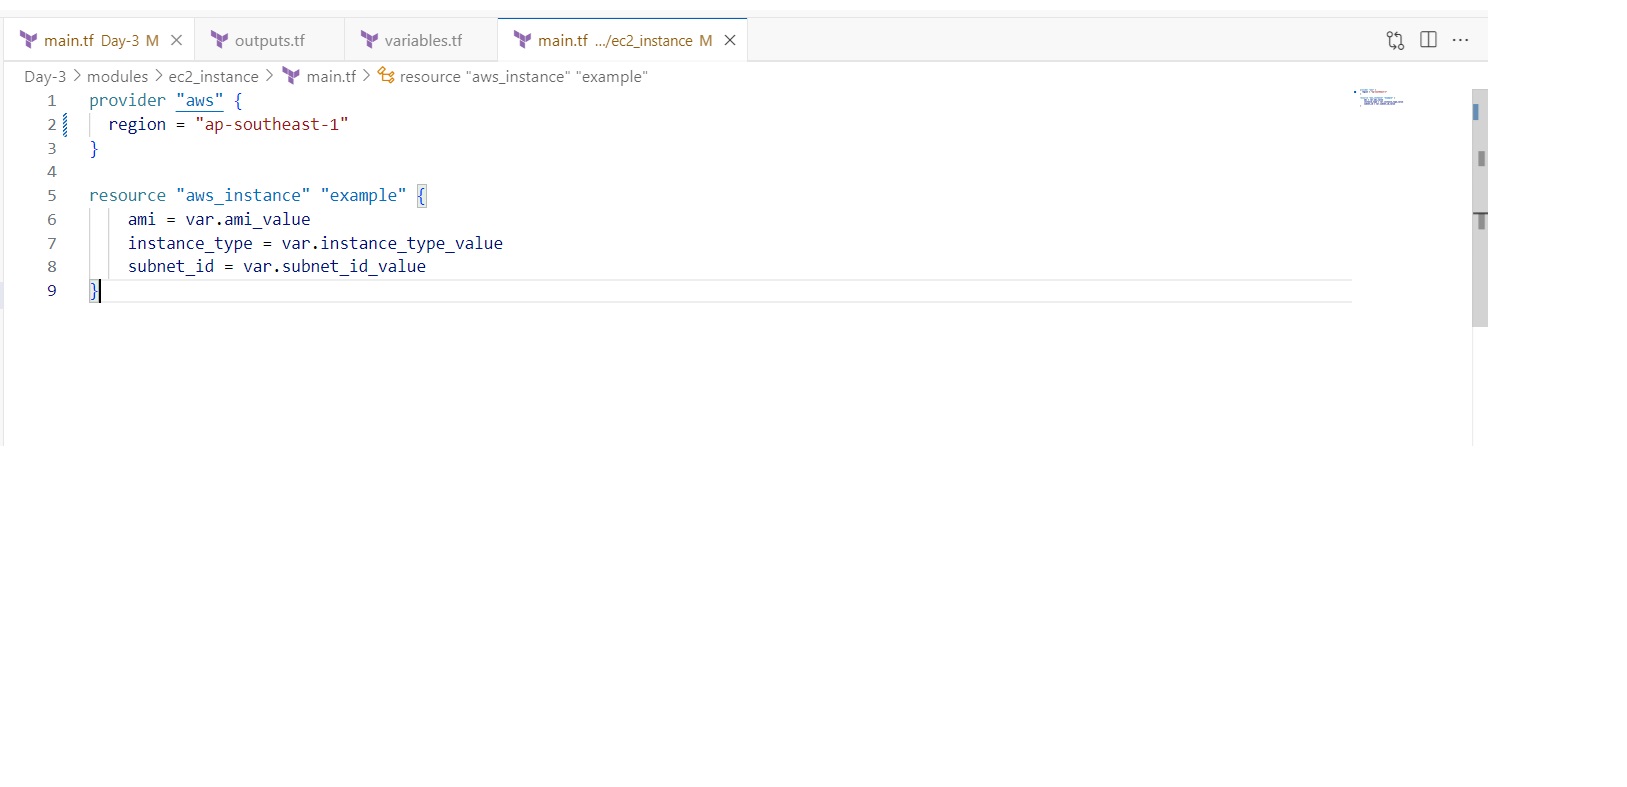 main.tf Day-3 M outputs.tf variables.tf main.tf .../ec2_instance M
Day-3 > modules > ec2_instance > main.tf > resource "aws_instance" "example"
1 provider "aws" {
2 region = "ap-southeast-1"
3 }
4
5 resource "aws_instance" "example" {
6 ami = var.ami_value
7 instance_type = var.instance_type_value
8 subnet_id = var.subnet_id_value
9 }